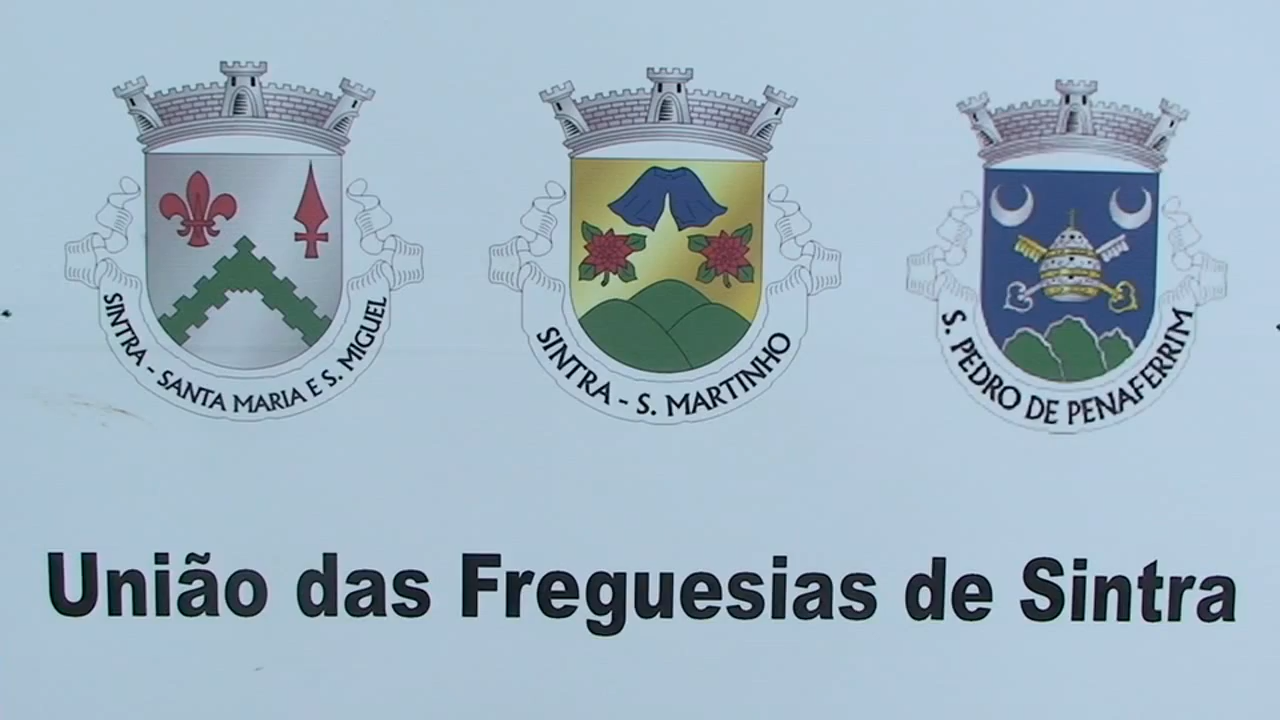 SINTRA - SANTA MARIA E S. MIGUEL
SINTRA - S. MARTINHO
S. PEDRO DE PENAFERRIM
União das Freguesias de Sintra